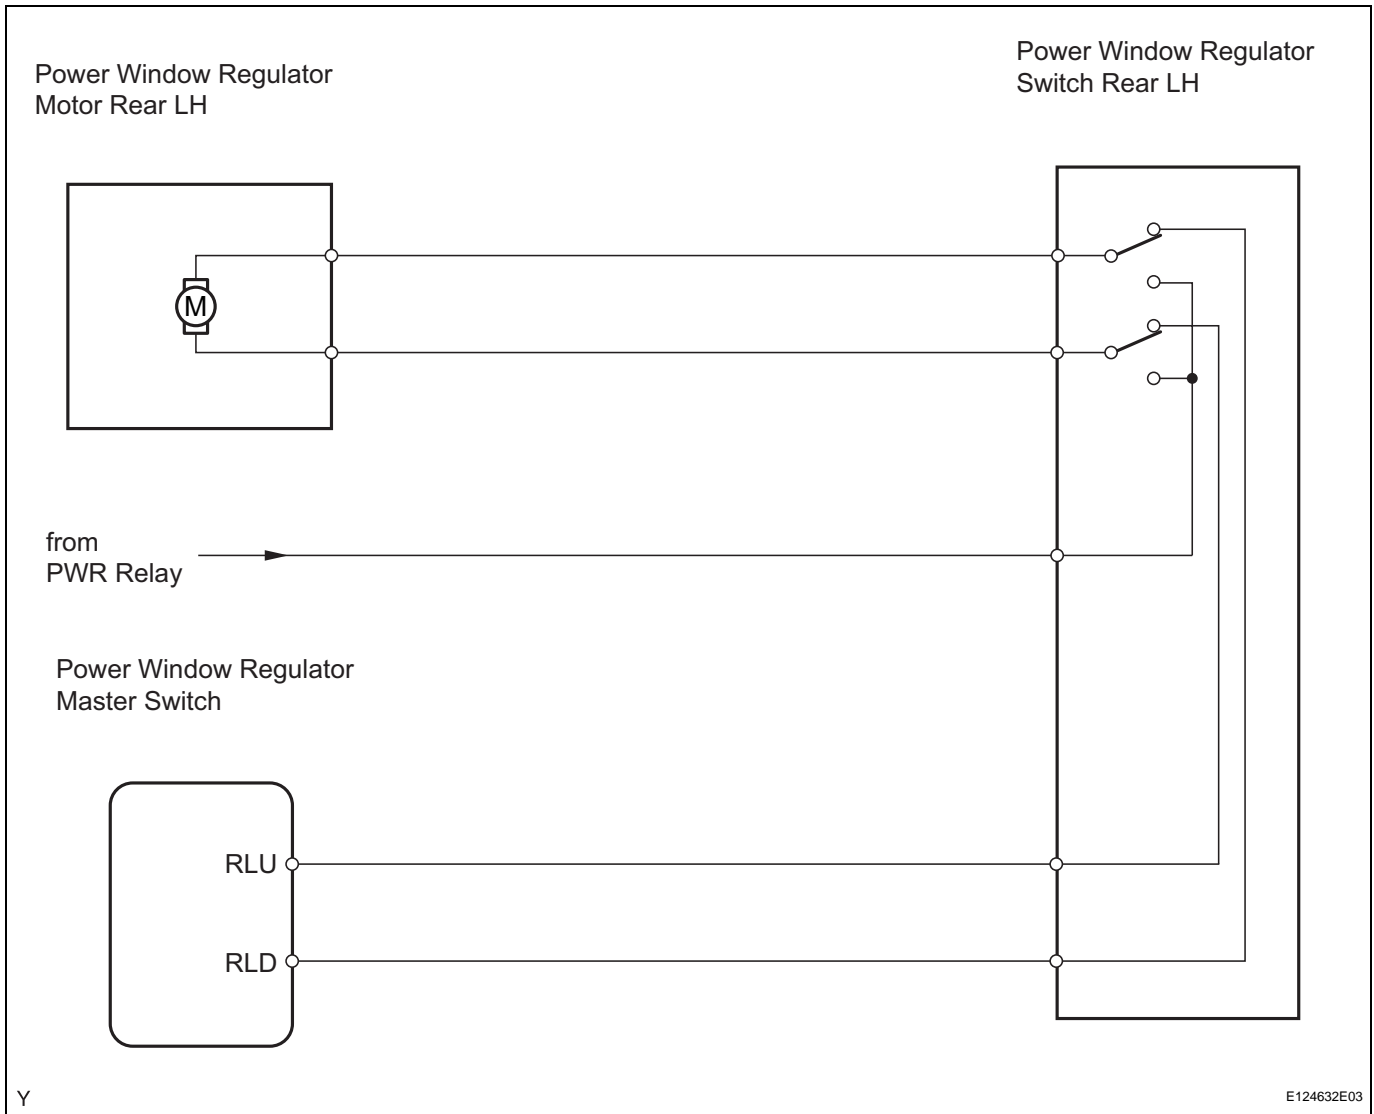 Power Window Regulator
Motor Rear LH
Power Window Regulator
Switch Rear LH
M
from
PWR Relay
Power Window Regulator
Master Switch
RLU
RLD
Y
E124632E03